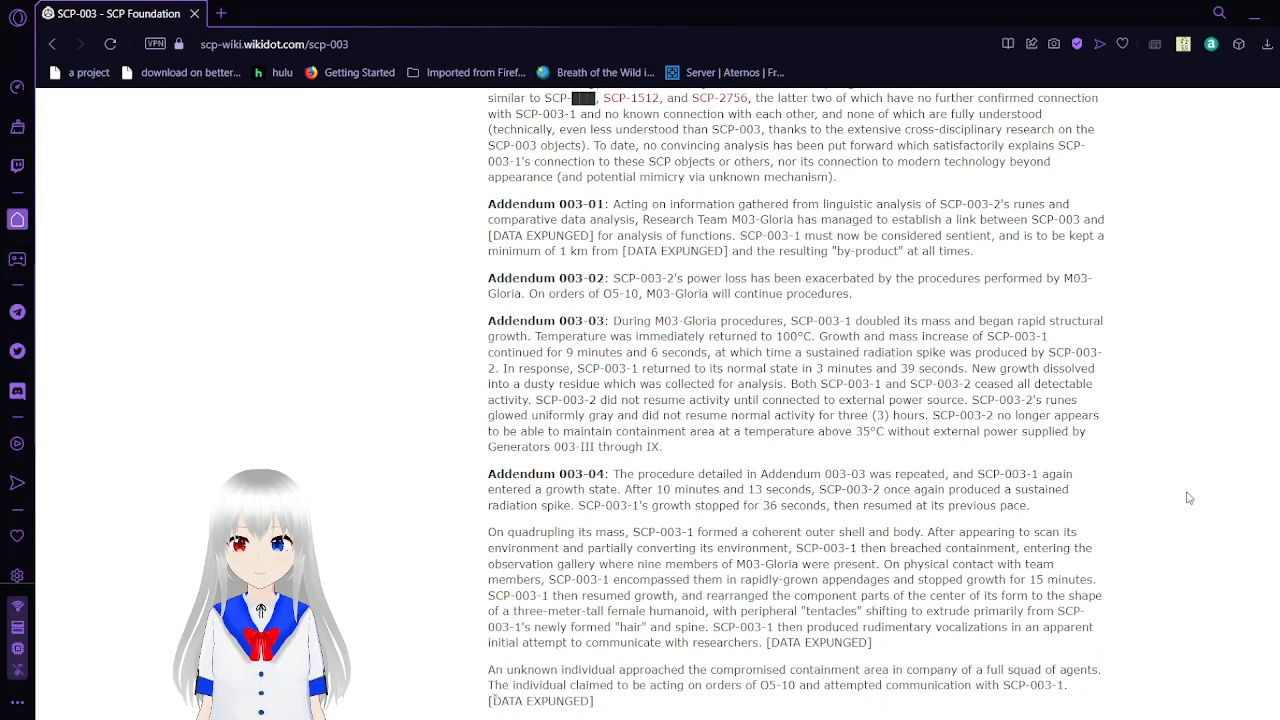 SCP-003 - SCP Foundation
VPN
scp-wiki.wikidot.com/scp-003
a project
download on better...
hulu
Getting Started
Imported from Firef...
Breath of the Wild i...
Server | Aternos | Fr...
similar to SCP-███, SCP-1512, and SCP-2756, the latter two of which have no further confirmed connection
with SCP-003-1 and no known connection with each other, and none of which are fully understood
(technically, even less understood than SCP-003, thanks to the extensive cross-disciplinary research on the
SCP-003 objects). To date, no convincing analysis has been put forward which satisfactorily explains SCP-
003-1's connection to these SCP objects or others, nor its connection to modern technology beyond
appearance (and potential mimicry via unknown mechanism).
Addendum 003-01: Acting on information gathered from linguistic analysis of SCP-003-2's runes and
comparative data analysis, Research Team M03-Gloria has managed to establish a link between SCP-003 and
[DATA EXPUNGED] for analysis of functions. SCP-003-1 must now be considered sentient, and is to be kept a
minimum of 1 km from [DATA EXPUNGED] and the resulting "by-product" at all times.
Addendum 003-02: SCP-003-2's power loss has been exacerbated by the procedures performed by M03-
Gloria. On orders of O5-10, M03-Gloria will continue procedures.
Addendum 003-03: During M03-Gloria procedures, SCP-003-1 doubled its mass and began rapid structural
growth. Temperature was immediately returned to 100°C. Growth and mass increase of SCP-003-1
continued for 9 minutes and 6 seconds, at which time a sustained radiation spike was produced by SCP-003-
2. In response, SCP-003-1 returned to its normal state in 3 minutes and 39 seconds. New growth dissolved
into a dusty residue which was collected for analysis. Both SCP-003-1 and SCP-003-2 ceased all detectable
activity. SCP-003-2 did not resume activity until connected to external power source. SCP-003-2's runes
glowed uniformly gray and did not resume normal activity for three (3) hours. SCP-003-2 no longer appears
to be able to maintain containment area at a temperature above 35°C without external power supplied by
Generators 003-III through IX.
Addendum 003-04: The procedure detailed in Addendum 003-03 was repeated, and SCP-003-1 again
entered a growth state. After 10 minutes and 13 seconds, SCP-003-2 once again produced a sustained
radiation spike. SCP-003-1's growth stopped for 36 seconds, then resumed at its previous pace.
On quadrupling its mass, SCP-003-1 formed a coherent outer shell and body. After appearing to scan its
environment and partially converting its environment, SCP-003-1 then breached containment, entering the
observation gallery where nine members of M03-Gloria were present. On physical contact with team
members, SCP-003-1 encompassed them in rapidly-grown appendages and stopped growth for 15 minutes.
SCP-003-1 then resumed growth, and rearranged the component parts of the center of its form to the shape
of a three-meter-tall female humanoid, with peripheral "tentacles" shifting to extrude primarily from SCP-
003-1's newly formed "hair" and spine. SCP-003-1 then produced rudimentary vocalizations in an apparent
initial attempt to communicate with researchers. [DATA EXPUNGED]
An unknown individual approached the compromised containment area in company of a full squad of agents.
The individual claimed to be acting on orders of O5-10 and attempted communication with SCP-003-1.
[DATA EXPUNGED]